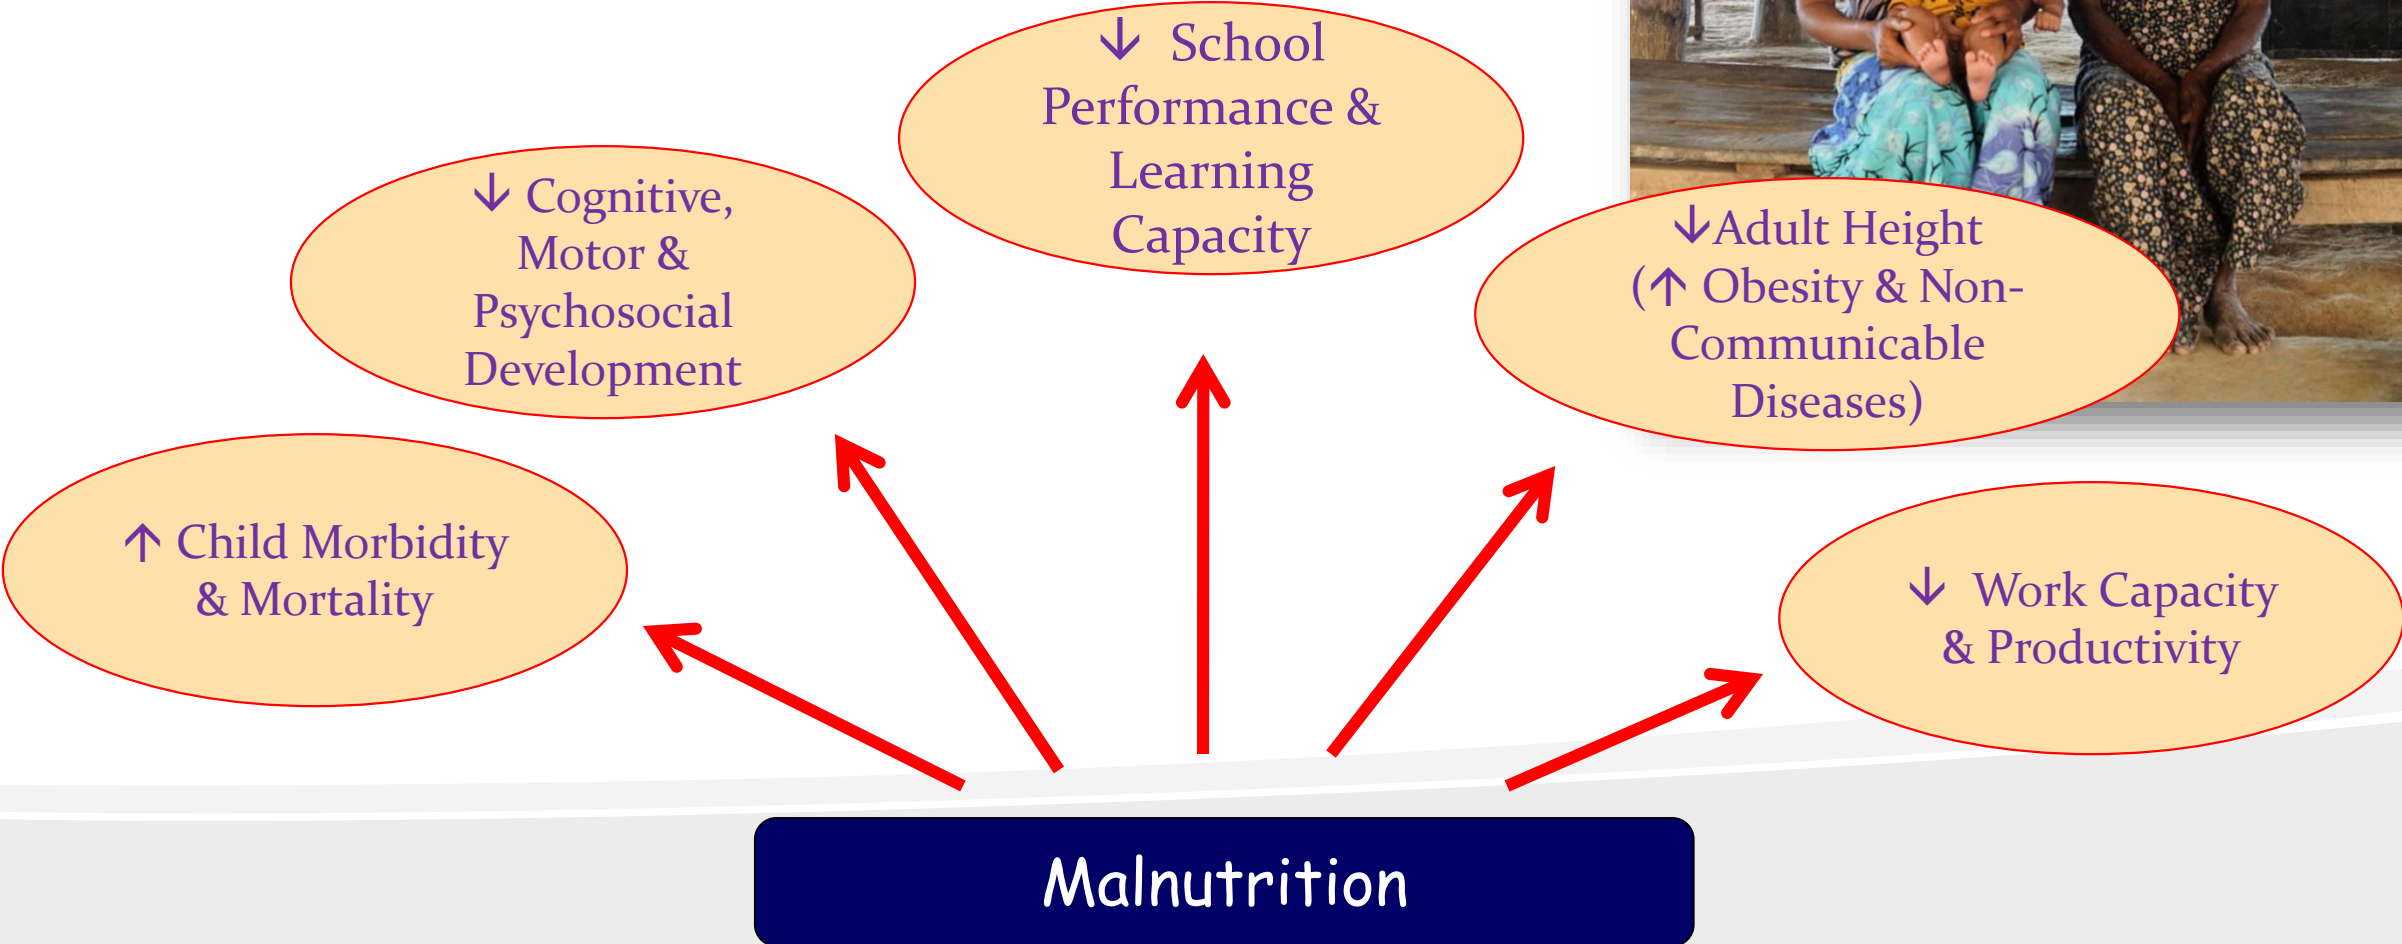 ↓ School
Performance &
Learning
Capacity
↓ Cognitive,
Motor &
Psychosocial
Development
↓Adult Height
(↑ Obesity & Non-
Communicable
Diseases)
↑ Child Morbidity
& Mortality
↓ Work Capacity
& Productivity
Malnutrition